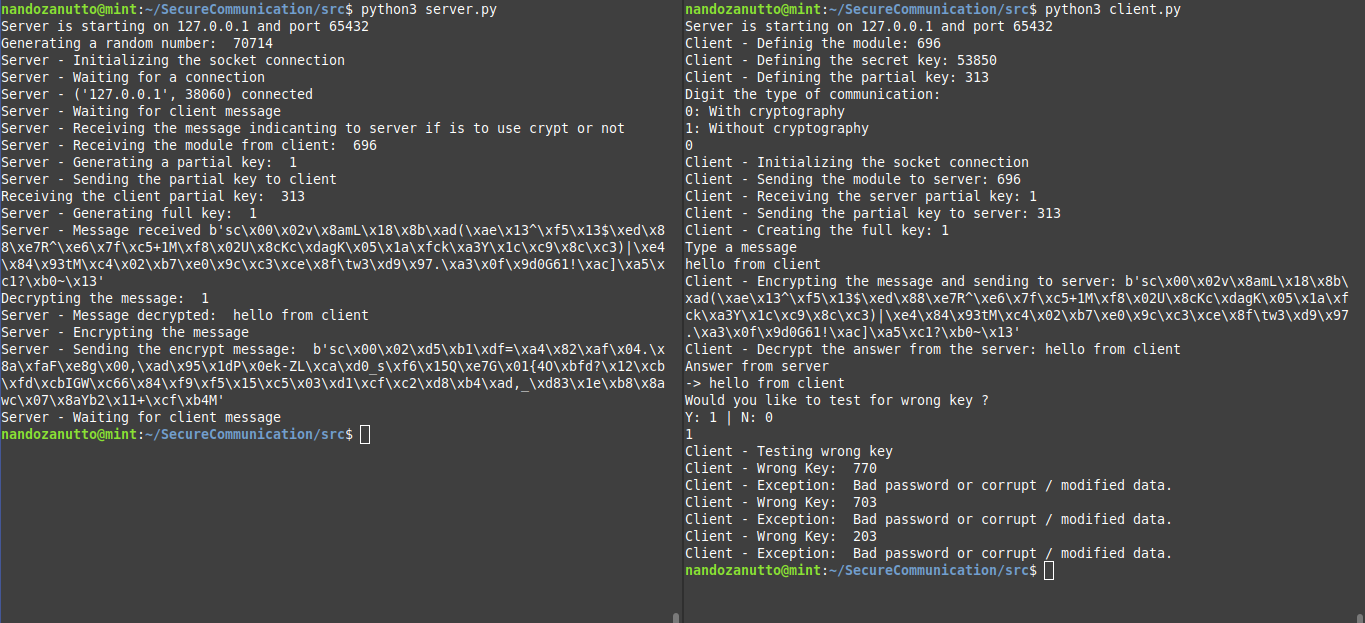 nandozanutto@mint:~/SecureCommunication/src$ python3 server.py
Server is starting on 127.0.0.1 and port 65432
Generating a random number:  70714
Server - Initializing the socket connection
Server - Waiting for a connection
Server - ('127.0.0.1', 38060) connected
Server - Waiting for client message
Server - Receiving the message indicanting to server if is to use crypt or not
Server - Receiving the module from client:  696
Server - Generating a partial key:  1
Server - Sending the partial key to client
Receiving the client partial key:  313
Server - Generating full key:  1
Server - Message received b'sc\x00\x02v\x8amL\x18\x8b\xad(\xae\x13^\xf5\x13$\xed\x8
8\xe7R^\xe6\x7f\xc5+1M\xf8\x02U\x8cKc\xdagK\x05\x1a\xfck\xa3Y\x1c\xc9\x8c\xc3)|\xe4
\x84\x93tM\xc4\x02\xb7\xe0\x9c\xc3\xce\x8f\tw3\xd9\x97.\xa3\x0f\x9d0G61!\xac]\xa5\x
c1?\xb0~\x13'
Decrypting the message:  1
Server - Message decrypted:  hello from client
Server - Encrypting the message
Server - Sending the encrypt message:  b'sc\x00\x02\xd5\xb1\xdf=\xa4\x82\xaf\x04.\x
8a\xfaF\xe8g\x00,\xad\x95\x1dP\x0ek-ZL\xca\xd0_s\xf6\x15Q\xe7G\x01{4O\xbfd?\x12\xcb
\xfd\xcbIGW\xc66\x84\xf9\xf5\x15\xc5\x03\xd1\xcf\xc2\xd8\xb4\xad,_\xd83\x1e\xb8\x8a
wc\x07\x8aYb2\x11+\xcf\xb4M'
Server - Waiting for client message
nandozanutto@mint:~/SecureCommunication/src$
nandozanutto@mint:~/SecureCommunication/src$ python3 client.py
Server is starting on 127.0.0.1 and port 65432
Client - Definig the module: 696
Client - Defining the secret key: 53850
Client - Defining the partial key: 313
Digit the type of communication:
0: With cryptography
1: Without cryptography
0
Client - Initializing the socket connection
Client - Sending the module to server: 696
Client - Receiving the server partial key: 1
Client - Sending the partial key to server: 313
Client - Creating the full key: 1
Type a message
hello from client
Client - Encrypting the message and sending to server: b'sc\x00\x02v\x8amL\x18\x8b\
xad(\xae\x13^\xf5\x13$\xed\x88\xe7R^\xe6\x7f\xc5+1M\xf8\x02U\x8cKc\xdagK\x05\x1a\xf
ck\xa3Y\x1c\xc9\x8c\xc3)|\xe4\x84\x93tM\xc4\x02\xb7\xe0\x9c\xc3\xce\x8f\tw3\xd9\x97
.\xa3\x0f\x9d0G61!\xac]\xa5\xc1?\xb0~\x13'
Client - Decrypt the answer from the server: hello from client
Answer from server
-> hello from client
Would you like to test for wrong key ?
Y: 1 | N: 0
1
Client - Testing wrong key
Client - Wrong Key:  770
Client - Exception:  Bad password or corrupt / modified data.
Client - Wrong Key:  703
Client - Exception:  Bad password or corrupt / modified data.
Client - Wrong Key:  203
Client - Exception:  Bad password or corrupt / modified data.
nandozanutto@mint:~/SecureCommunication/src$